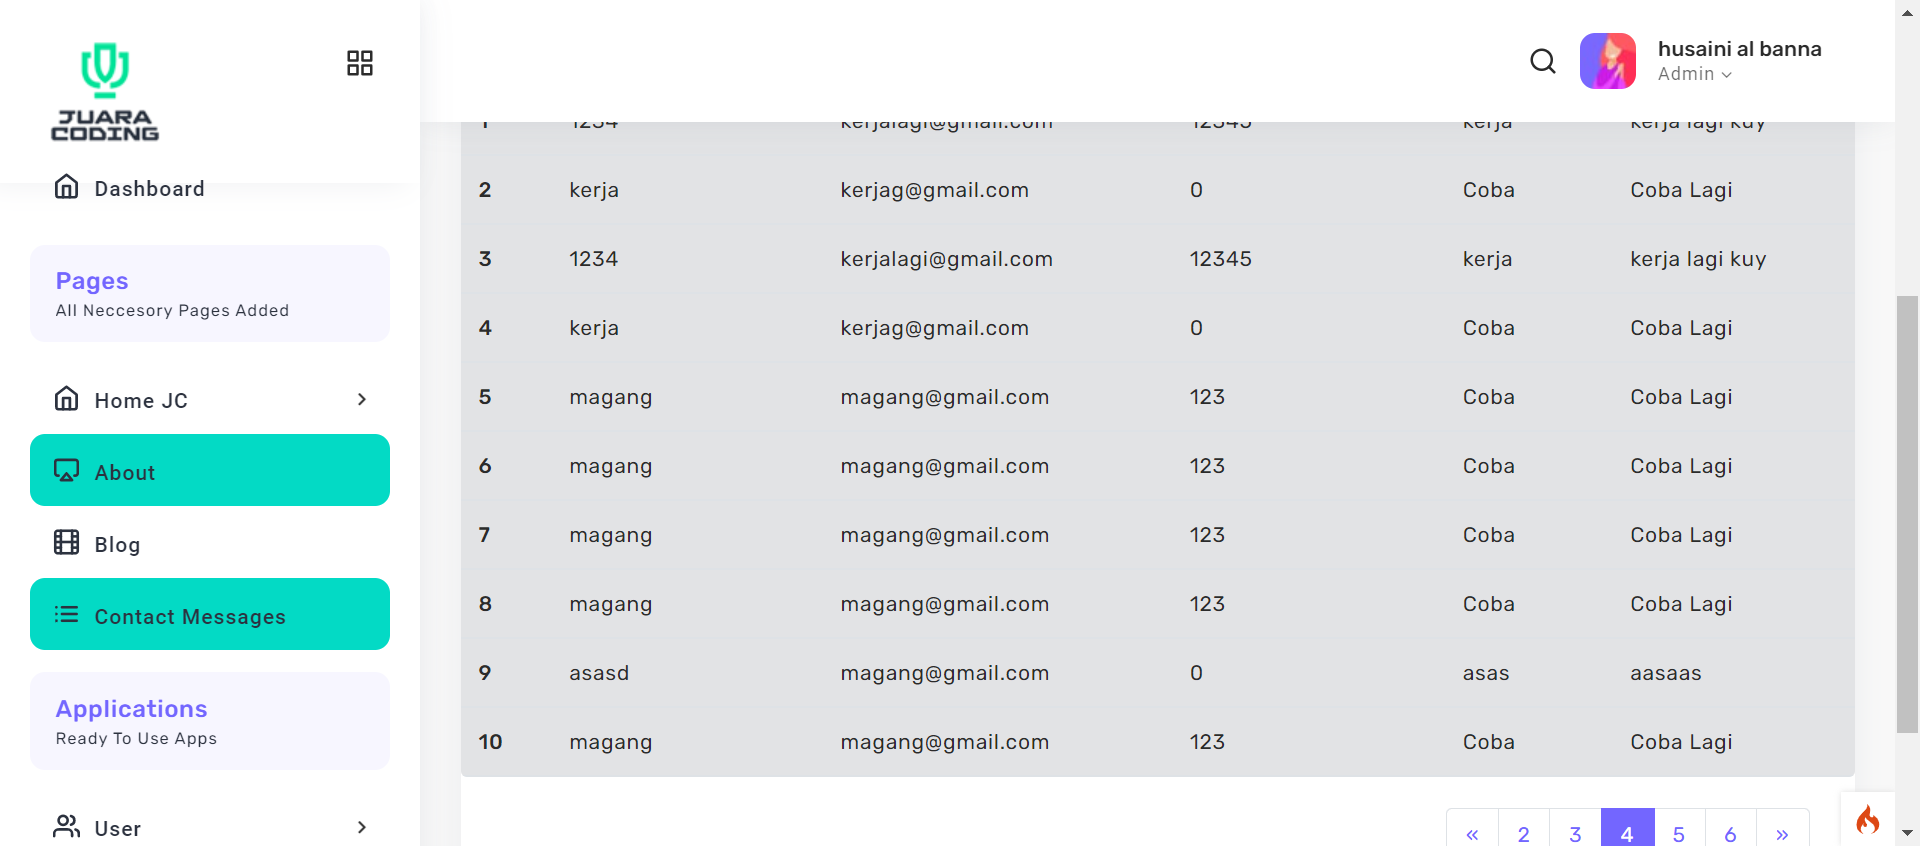 JUARA
CODING
husaini al banna
Admin
Dashboard
Pages
All Neccesory Pages Added
Home JC
About
Blog
Contact Messages
Applications
Ready To Use Apps
User
1 1234 kerjalagi@gmail.com 12345 kerja kerja lagi kuy
2 kerja kerjag@gmail.com 0 Coba Coba Lagi
3 1234 kerjalagi@gmail.com 12345 kerja kerja lagi kuy
4 kerja kerjag@gmail.com 0 Coba Coba Lagi
5 magang magang@gmail.com 123 Coba Coba Lagi
6 magang magang@gmail.com 123 Coba Coba Lagi
7 magang magang@gmail.com 123 Coba Coba Lagi
8 magang magang@gmail.com 123 Coba Coba Lagi
9 asasd magang@gmail.com 0 asas aasaas
10 magang magang@gmail.com 123 Coba Coba Lagi
« 2 3 4 5 6 »